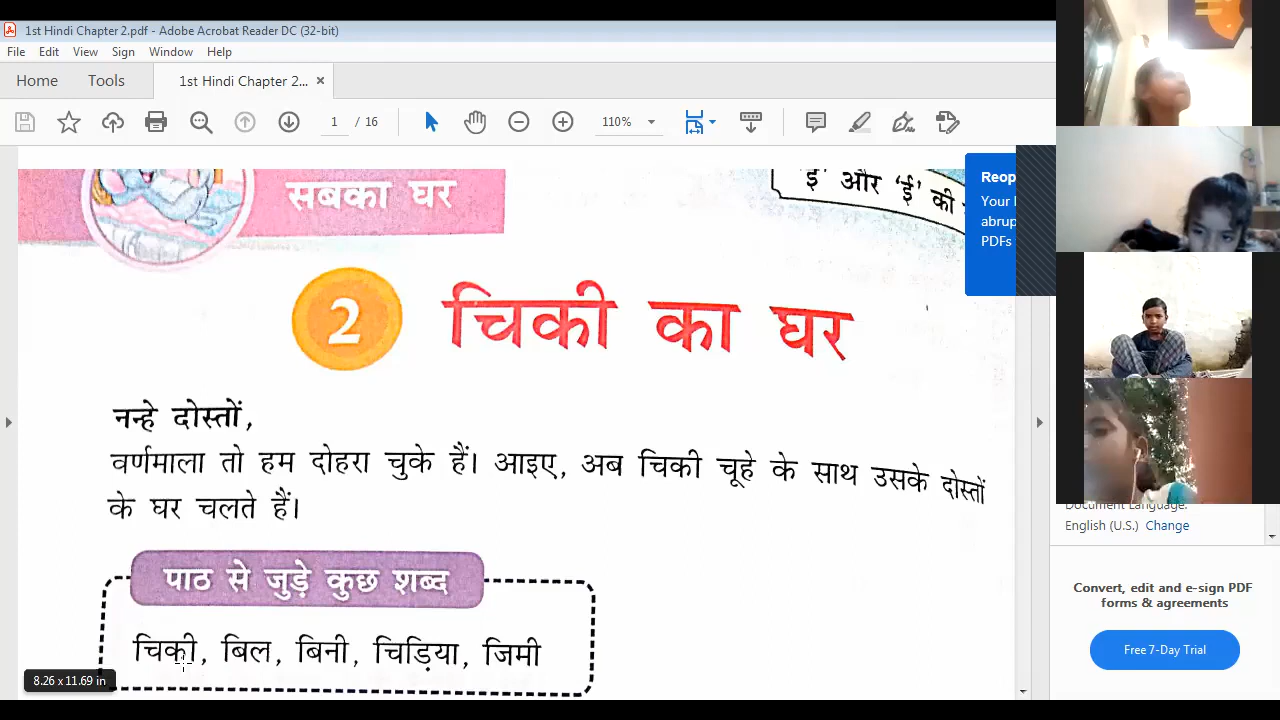 1st Hindi Chapter 2.pdf - Adobe Acrobat Reader DC (32-bit)
File Edit View Sign Window Help
Home Tools 1st Hindi Chapter 2... ×
1 / 16 110%
सबका घर
और 'ई' की
Reop
Your
abrup
PDFs
2 चिकी का घर
नन्हे दोस्तों,
वर्णमाला तो हम दोहरा चुके हैं। आइए, अब चिकी चूहे के साथ उसके दोस्तों
के घर चलते हैं।
पाठ से जुड़े कुछ शब्द
चिकी, बिल, बिनी, चिड़िया, जिमी
8.26 x 11.69 in
Document Language:
English (U.S.) Change
Convert, edit and e-sign PDF
forms & agreements
Free 7-Day Trial